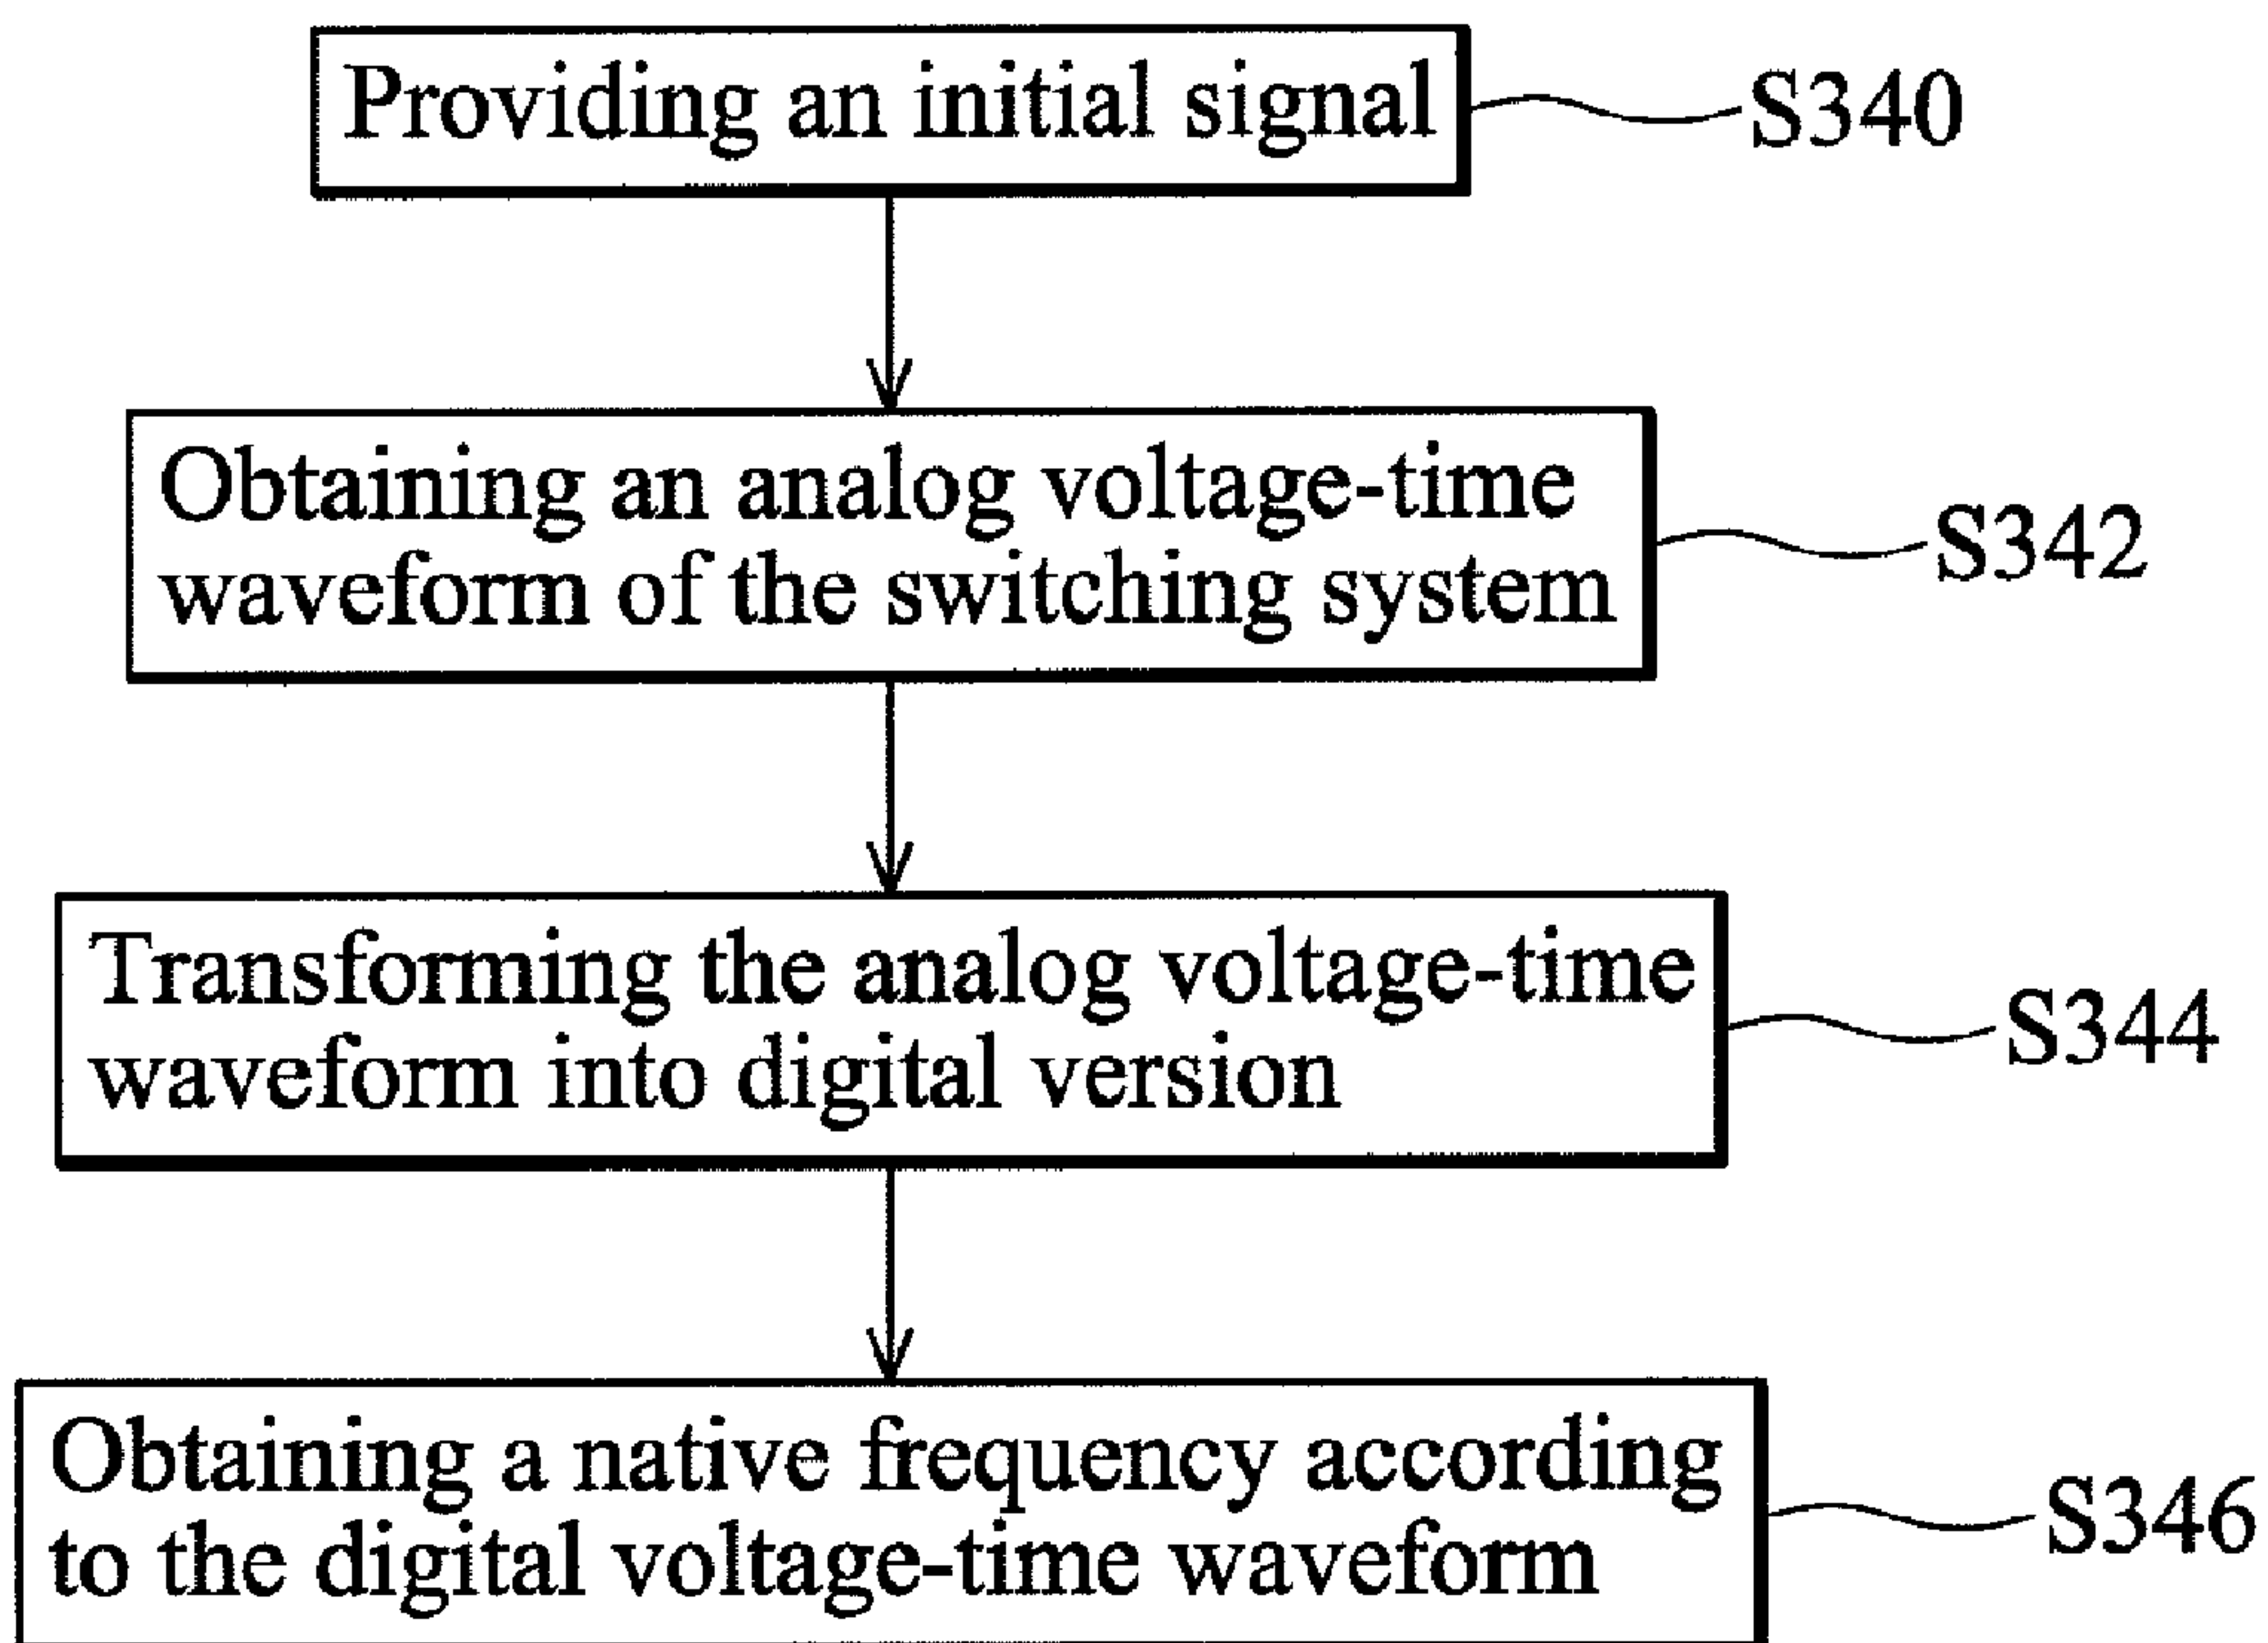 Providing an initial signal
S340
Obtaining an analog voltage-time
waveform of the switching system
S342
Transforming the analog voltage-time
waveform into digital version
S344
Obtaining a native frequency according
to the digital voltage-time waveform
S346